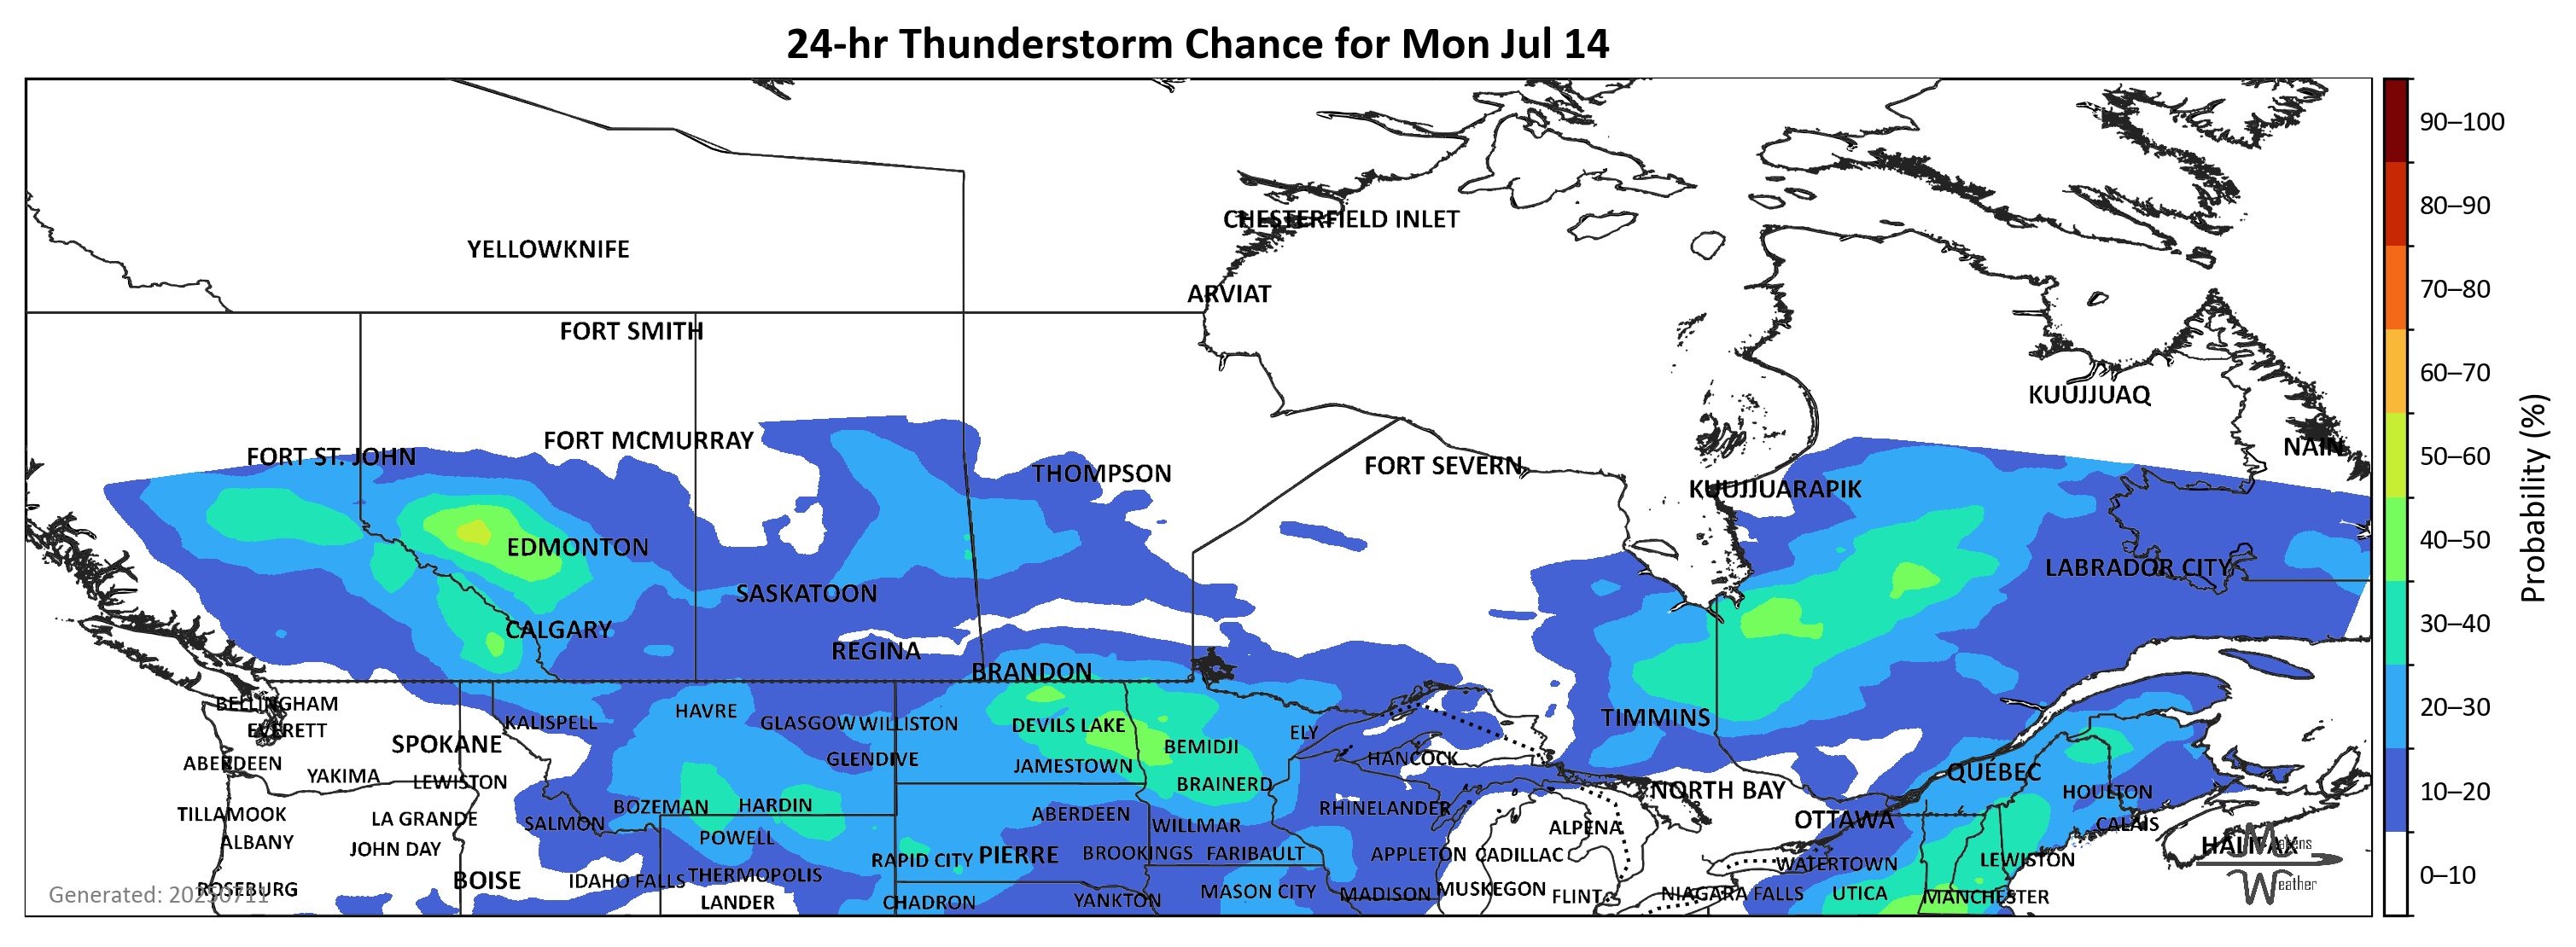 24-hr Thunderstorm Chance for Mon Jul 14
90–100
80–90
70–80
60–70
50–60
40–50
30–40
20–30
10–20
0–10
Probability (%)
CHESTERFIELD INLET
YELLOWKNIFE
ARVIAT
FORT SMITH
KUUJJUAQ
FORT MCMURRAY
NAIN
FORT ST. JOHN
FORT SEVERN
THOMPSON
KUUJJUARAPIK
EDMONTON
LABRADOR CITY
SASKATOON
CALGARY
REGINA
BRANDON
BELLINGHAM
HAVRE
TIMMINS
KALISPELL
GLASGOW WILLISTON
DEVILS LAKE
EVERETT
ELY
SPOKANE
BEMIDJI
HANCOCK
GLENDIVE
ABERDEEN
JAMESTOWN
QUÉBEC
YAKIMA
LEWISTON
BRAINERD
NORTH BAY
HOULTON
BOZEMAN
HARDIN
RHINELANDER
TILLAMOOK
LA GRANDE
ABERDEEN
OTTAWA
SALMON
WILLMAR
ALPENA
CALAIS
ALBANY
POWELL
HALIFAX
Makens
JOHN DAY
BROOKINGS
FARIBAULT
APPLETON
CADILLAC
PIERRE
RAPID CITY
LEWISTON
WATERTOWN
THERMOPOLIS
BOISE
IDAHO FALLS
Weather
ROSEBURG
MASON CITY
MADISON
MUSKEGON
NIAGARA FALLS
UTICA
Generated: 20250711
FLINT
MANCHESTER
LANDER
CHADRON
YANKTON